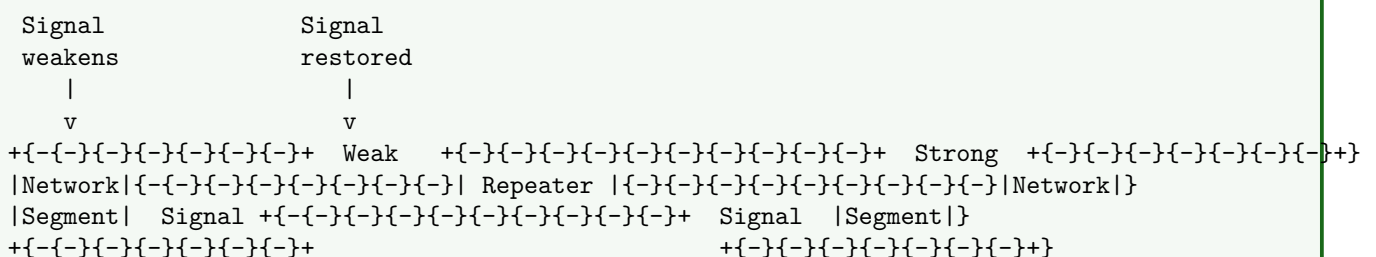 Signal Signal
weakens restored
| |
v v
+{-{-}{-}{-}{-}{-}{-}+ Weak +{-}{-}{-}{-}{-}{-}{-}{-}{-}{-}+ Strong +{-}{-}{-}{-}{-}{-}{-}+}
|Network|{-{-}{-}{-}{-}{-}{-}{-}| Repeater |{-}{-}{-}{-}{-}{-}{-}{-}{-}|Network|}
|Segment| Signal +{-{-}{-}{-}{-}{-}{-}{-}{-}{-}+ Signal |Segment|}
+{-{-}{-}{-}{-}{-}{-}+ +{-}{-}{-}{-}{-}{-}{-}+}